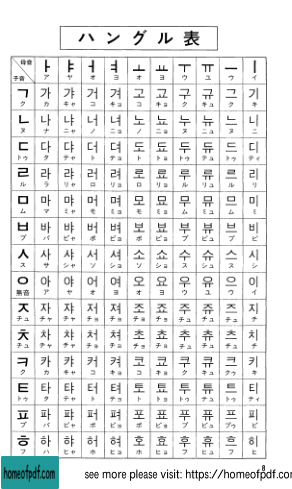 ハングル表
母音 ㅏ ㅑ ㅓ ㅕ ㅗ ㅛ ㅜ ㅠ ㅡ ㅣ
子音 ア ヤ オ ヨ オ ヨ ウ ユ ウ イ
ㄱ 가 갸 거 겨 고 교 구 규 그 기
ク カ キャ コ キョ コ キョ ク キュ ク キ
ㄴ 나 냐 너 녀 노 뇨 누 뉴 느 니
ヌ ナ ニャ ノ ニョ ノ ニョ ヌ ニュ ヌ ニ
ㄷ 다 댜 더 뎌 도 됴 두 듀 드 디
トゥ タ テャ ト テョ ト トョ トゥ テュ トゥ ティ
ㄹ 라 랴 러 려 로 료 루 류 르 리
ル ラ リャ ロ リョ ロ リョ ル リュ ル リ
ㅁ 마 먀 머 며 모 묘 무 뮤 므 미
ム マ ミャ モ ミョ モ ミョ ム ミュ ム ミ
ㅂ 바 뱌 버 벼 보 뵤 부 뷰 브 비
プ パ ピャ ポ ピョ ポ ピョ プ ピュ プ ピ
ㅅ 사 샤 서 셔 소 쇼 수 슈 스 시
ス サ シャ ソ ショ ソ ショ ス シュ ス シ
ㅇ 아 야 어 여 오 요 우 유 으 이
無音 ア ヤ オ ヨ オ ヨ ウ ユ ウ イ
ㅈ 자 쟈 저 져 조 죠 주 쥬 즈 지
チュ チャ チャ チョ チョ チョ チョ チュ チュ チュ チ
ㅊ 차 챠 처 쳐 초 쵸 추 츄 츠 치
チュ チャ チャ チョ チョ チョ チョ チュ チュ チュ チ
ㅋ 카 캬 커 켜 코 쿄 쿠 큐 크 키
ク カ キャ コ キョ コ キョ ク キュ ク キ
ㅌ 타 탸 터 텨 토 툐 투 튜 트 티
トゥ タ テャ ト テョ ト トョ トゥ テュ トゥ ティ
ㅍ 파 퍄 퍼 펴 포 표 푸 퓨 프 피
プ パ ピャ ポ ピョ ポ ピョ プ ピュ プゥ ピ
ㅎ 하 햐 허 혀 호 효 후 휴 흐 히
フ ハ ヒャ ホ ヒョ ホ ヒョ フ ヒュ フ ヒ
8
homeofpdf.com see more please visit: https://homeofpdf.com